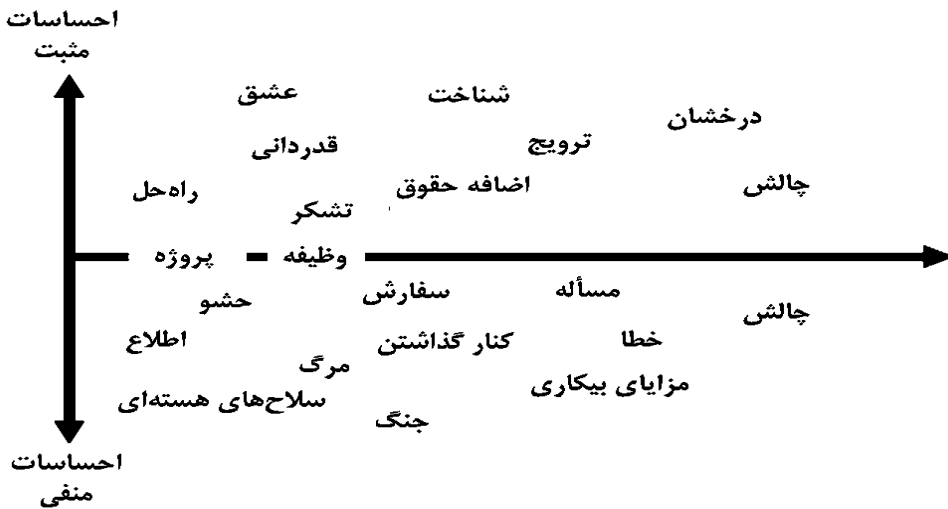 احساسات
مثبت
عشق
شناخت
درخشان
قدردانی
ترویج
راه‌حل
تشکر
اضافه حقوق
چالش
پروژه
وظیفه
حشو
سفارش
مسأله
چالش
اطلاع
مرگ
کنار گذاشتن
خطا
سلاح‌های هسته‌ای
جنگ
مزایای بیکاری
احساسات
منفی